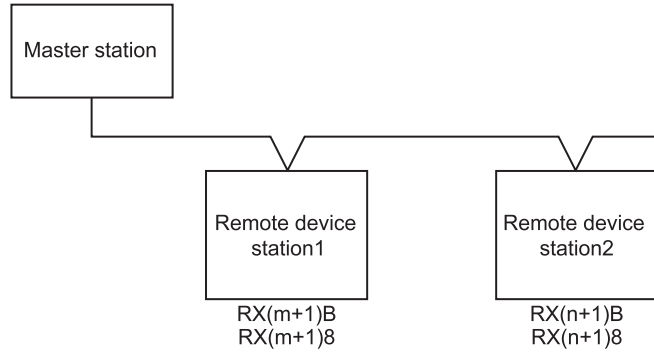 Master station
Remote device
station1
Remote device
station2
RX(m+1)B
RX(m+1)8
RX(n+1)B
RX(n+1)8